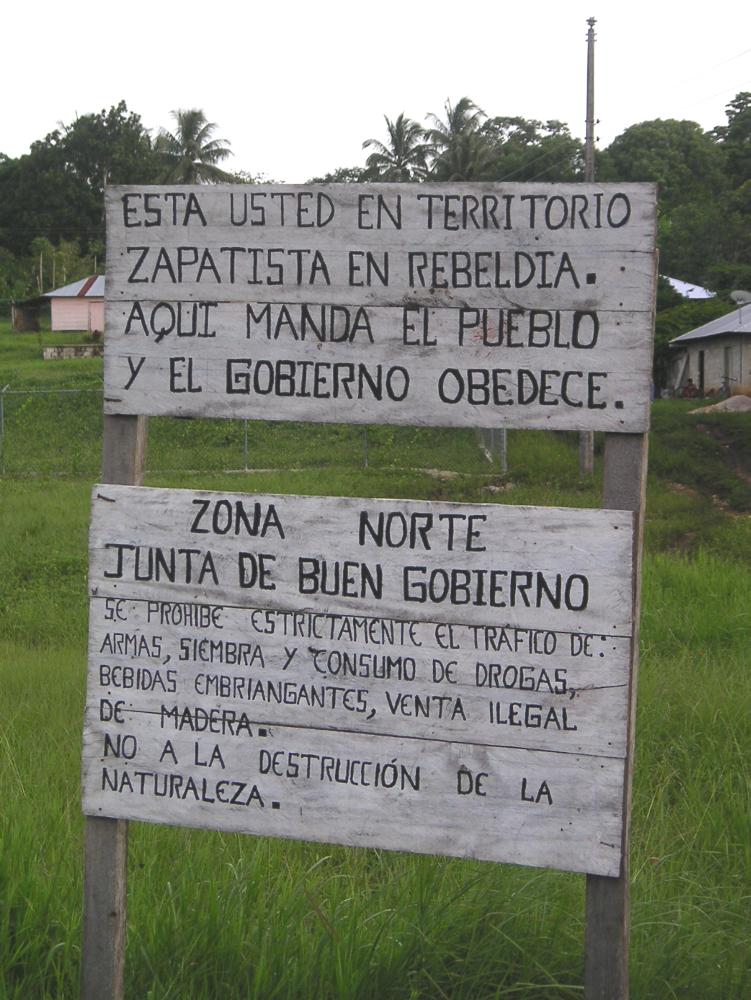 ESTA USTED EN TERRITORIO
ZAPATISTA EN REBELDIA.
AQUI MANDA EL PUEBLO
Y EL GOBIERNO OBEDECE.
ZONA NORTE
JUNTA DE BUEN GOBIERNO
SE PROHIBE ESTRICTAMENTE EL TRÁFICO DE:
ARMAS, SIEMBRA Y CONSUMO DE DROGAS,
BEBIDAS EMBRIANGANTES, VENTA ILEGAL
DE MADERA.
NO A LA DESTRUCCIÓN DE LA
NATURALEZA.